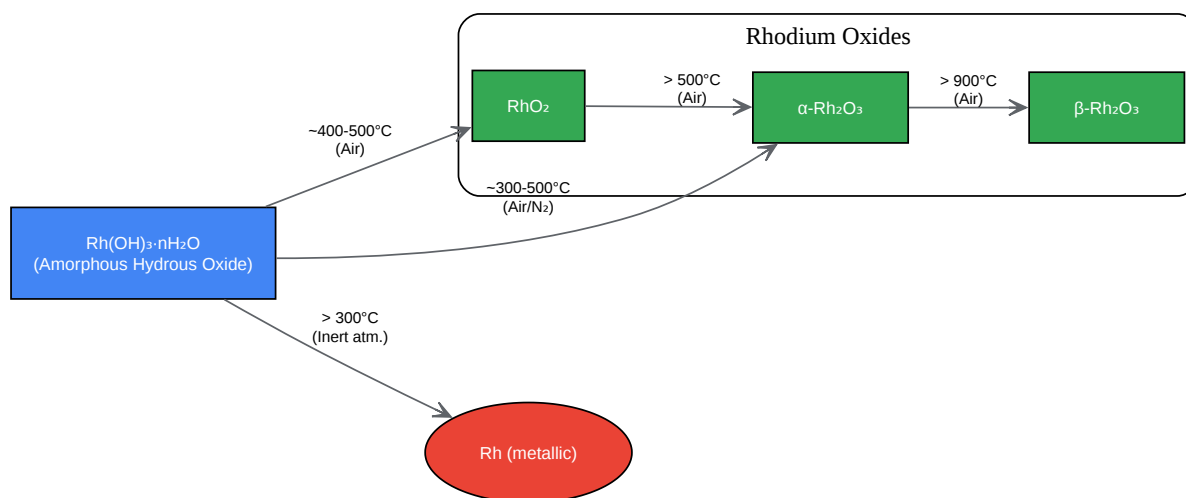 Rhodium Oxides
RhO₂
> 500°C
(Air)
α-Rh₂O₃
> 900°C
(Air)
β-Rh₂O₃
~400-500°C
(Air)
~300-500°C
(Air/N₂)
Rh(OH)₃·nH₂O
(Amorphous Hydrous Oxide)
> 300°C
(Inert atm.)
Rh (metallic)